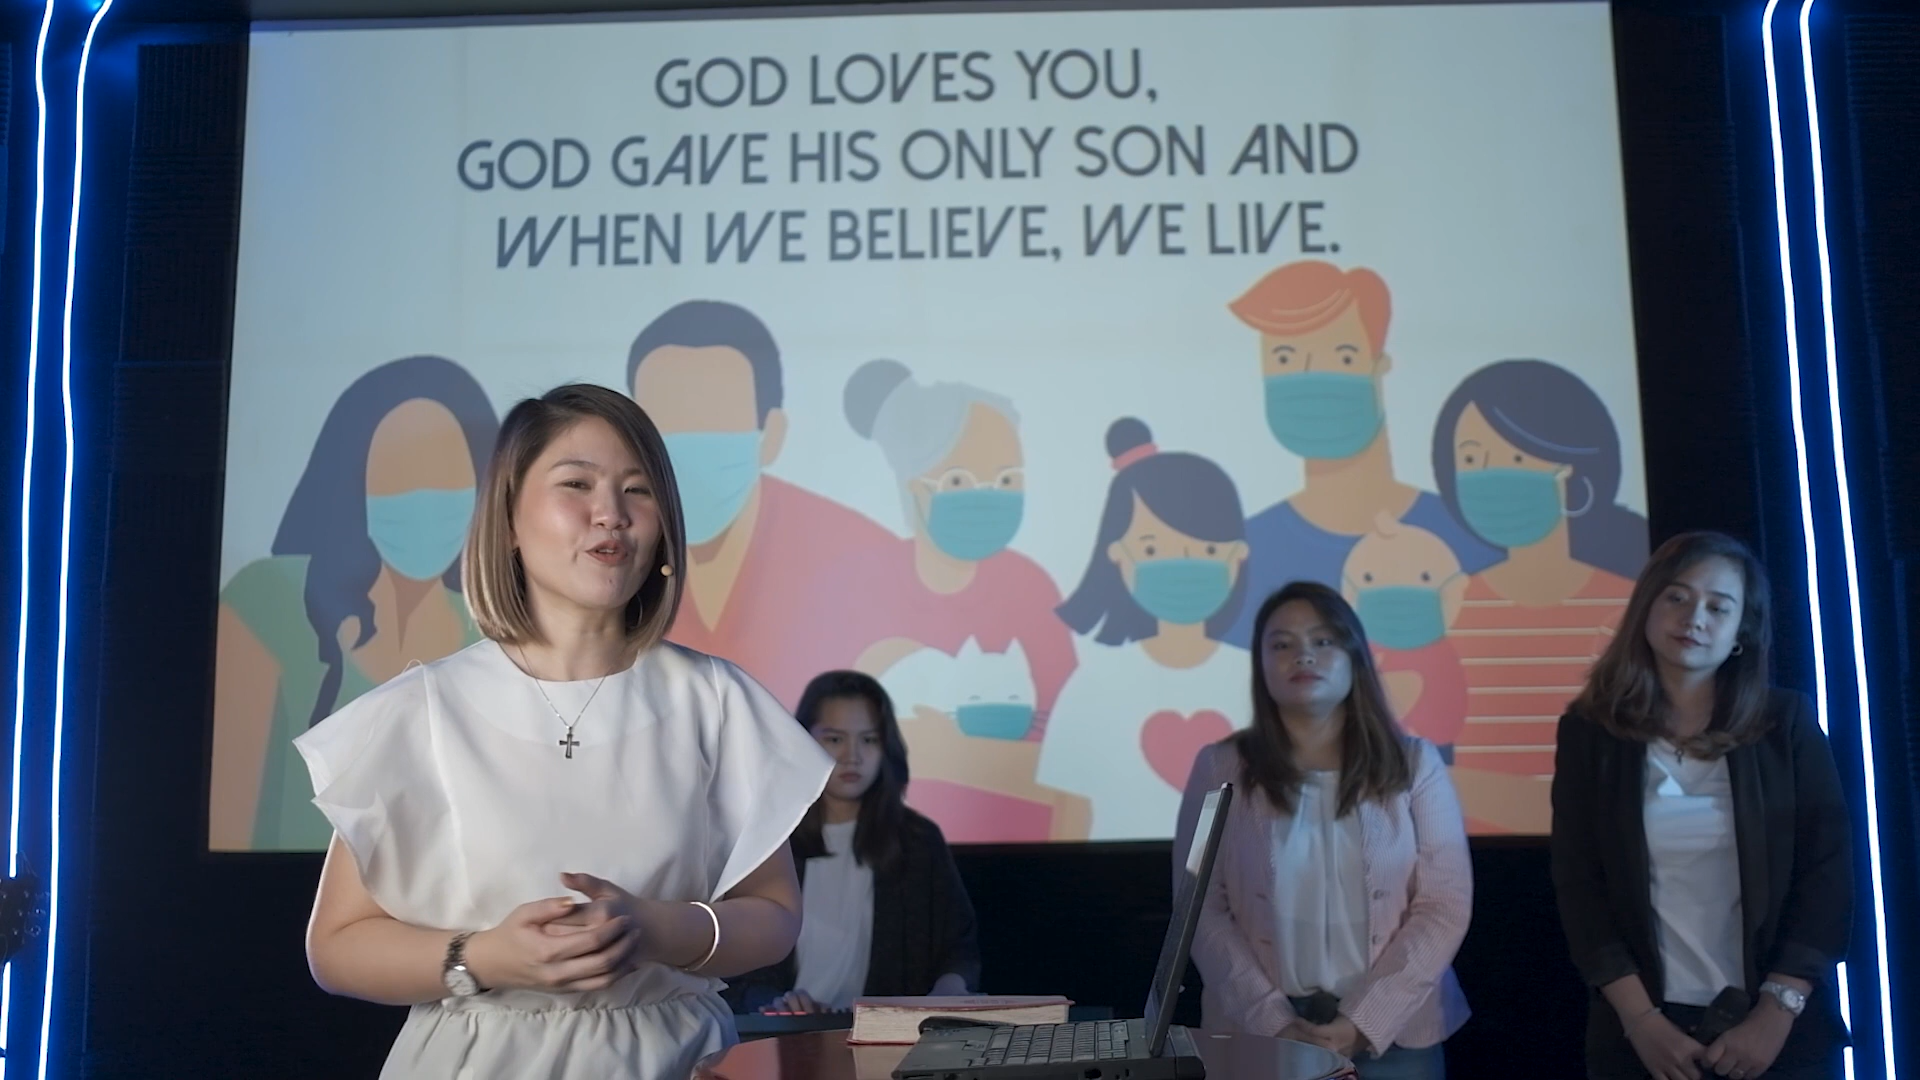 GOD LOVES YOU,
GOD GAVE HIS ONLY SON AND
WHEN WE BELIEVE, WE LIVE.